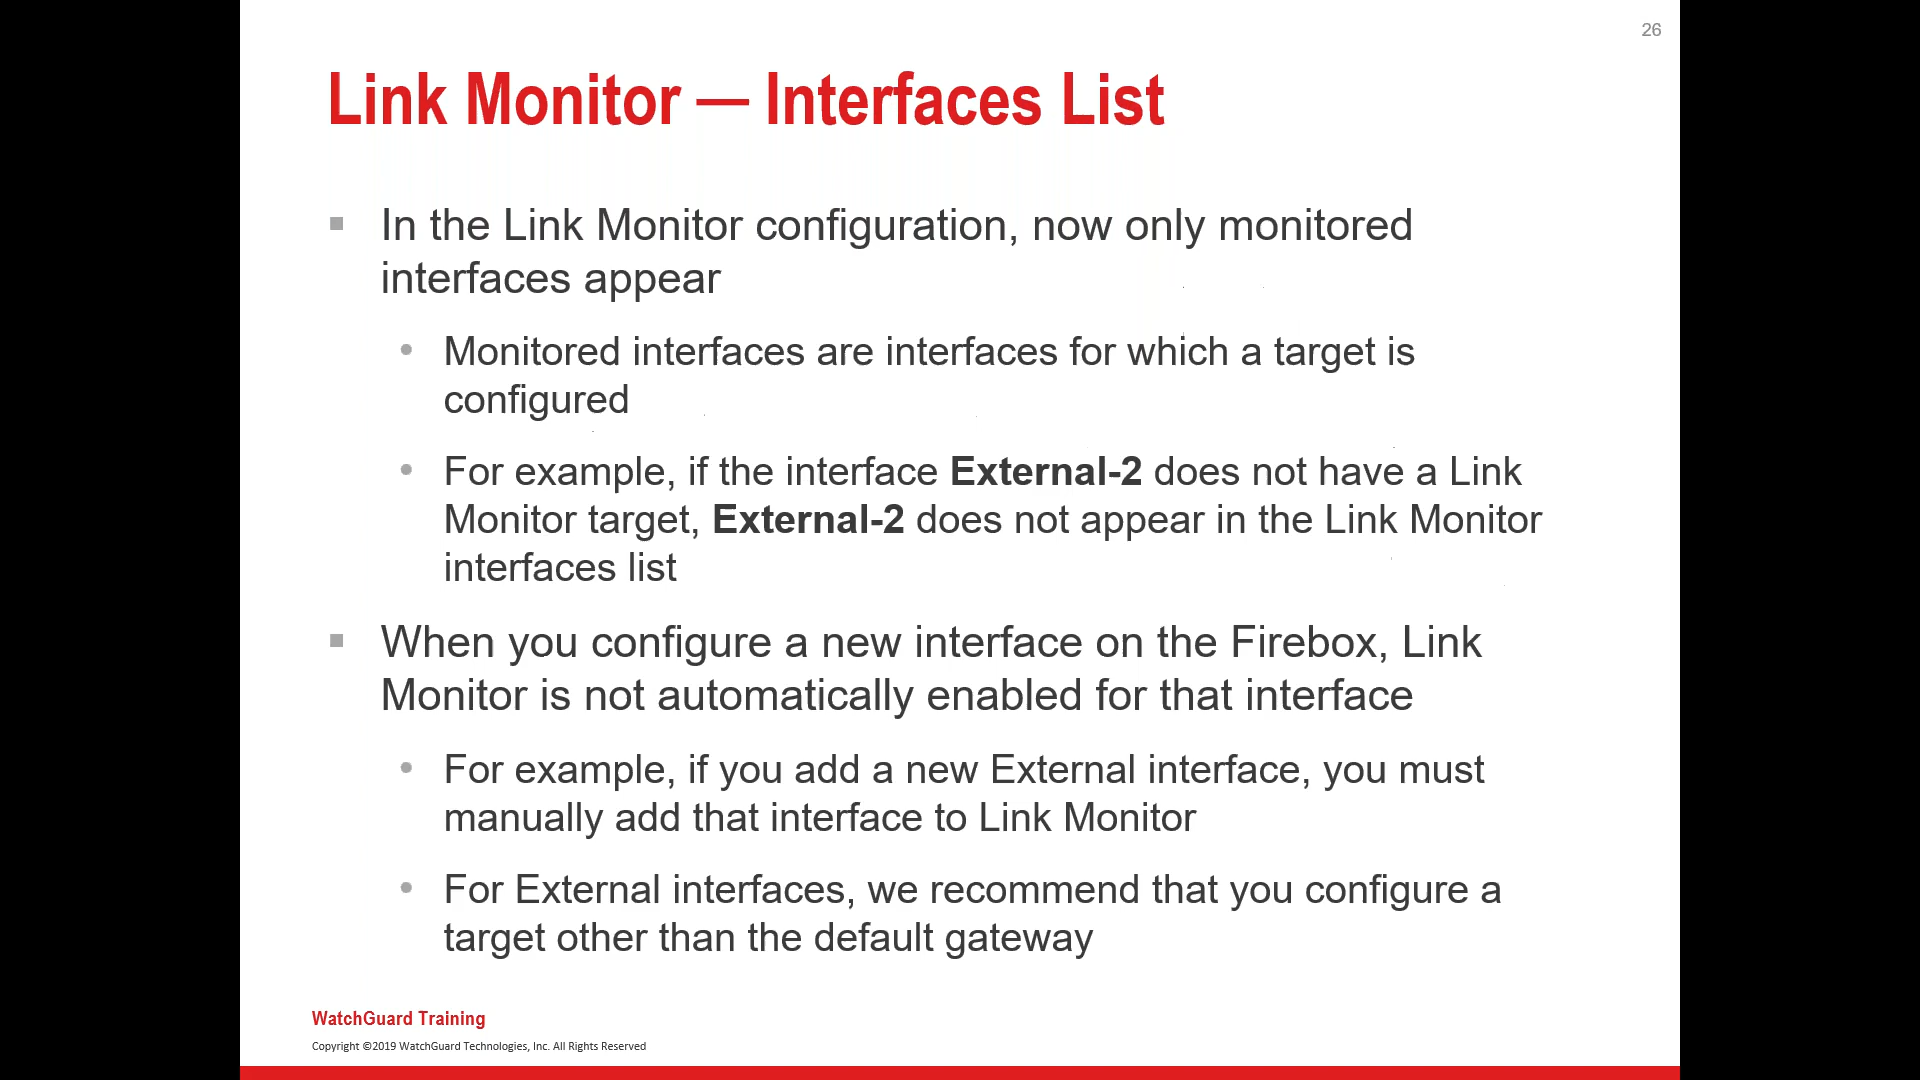 26
Link Monitor — Interfaces List
In the Link Monitor configuration, now only monitored
interfaces appear
Monitored interfaces are interfaces for which a target is
configured
For example, if the interface External-2 does not have a Link
Monitor target, External-2 does not appear in the Link Monitor
interfaces list
When you configure a new interface on the Firebox, Link
Monitor is not automatically enabled for that interface
For example, if you add a new External interface, you must
manually add that interface to Link Monitor
For External interfaces, we recommend that you configure a
target other than the default gateway
WatchGuard Training
Copyright ©2019 WatchGuard Technologies, Inc. All Rights Reserved